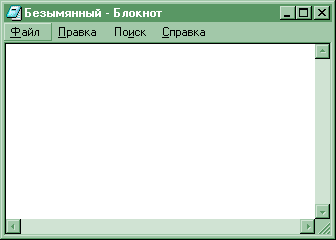 Безымянный - Блокнот
Файл Правка Поиск Справка